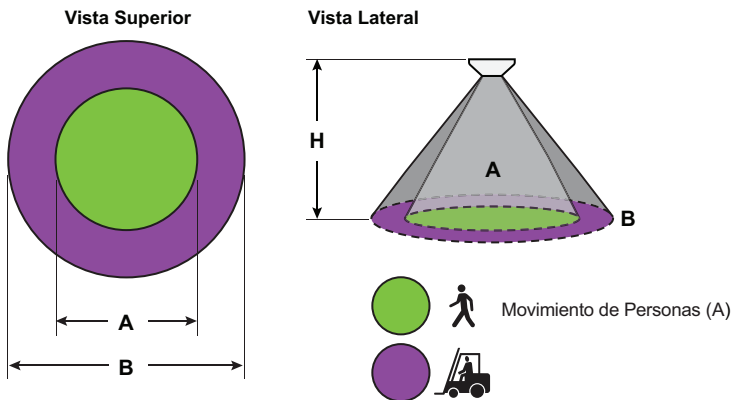 Vista Superior
Vista Lateral
H
A
B
A
B
Movimiento de Personas (A)